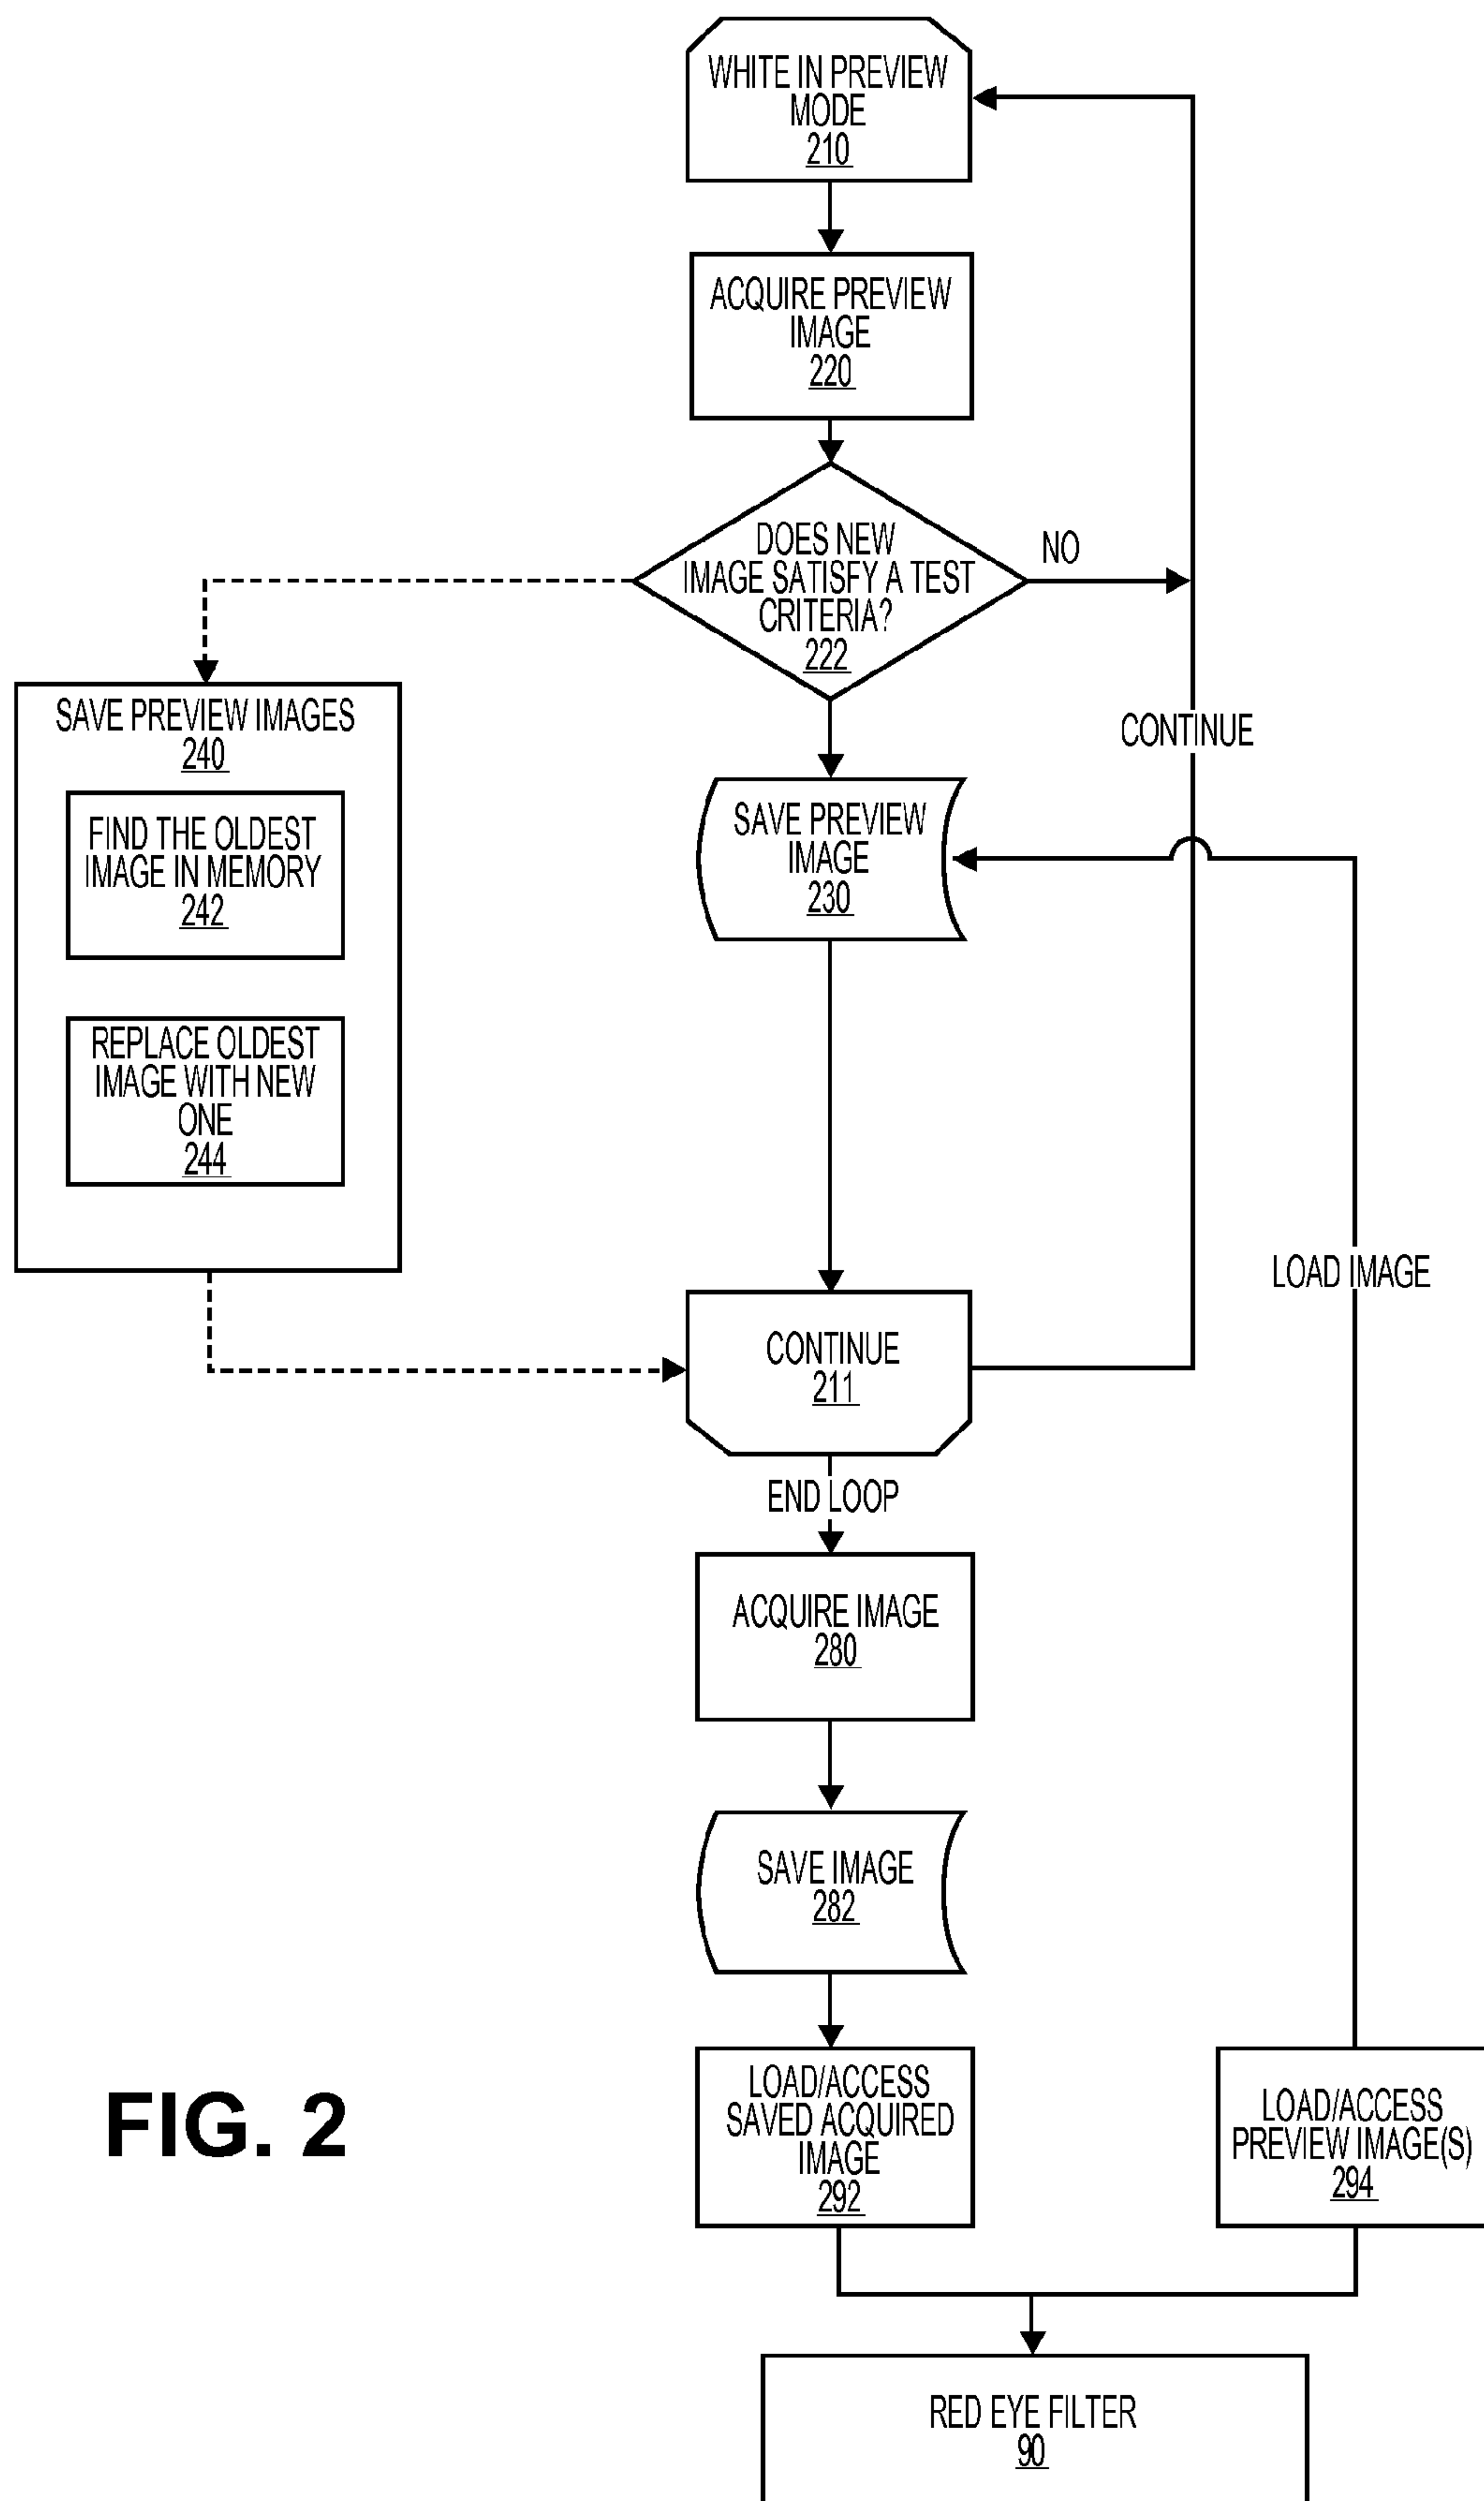 WHITE IN PREVIEW
MODE
210
ACQUIRE PREVIEW
IMAGE
220
DOES NEW
IMAGE SATISFY A TEST
CRITERIA?
222
NO
SAVE PREVIEW IMAGES
240
FIND THE OLDEST
IMAGE IN MEMORY
242
REPLACE OLDEST
IMAGE WITH NEW
ONE
244
CONTINUE
SAVE PREVIEW
IMAGE
230
LOAD IMAGE
CONTINUE
211
END LOOP
ACQUIRE IMAGE
280
SAVE IMAGE
282
LOAD/ACCESS
SAVED ACQUIRED
IMAGE
292
LOAD/ACCESS
PREVIEW IMAGE(S)
294
FIG. 2
RED EYE FILTER
90